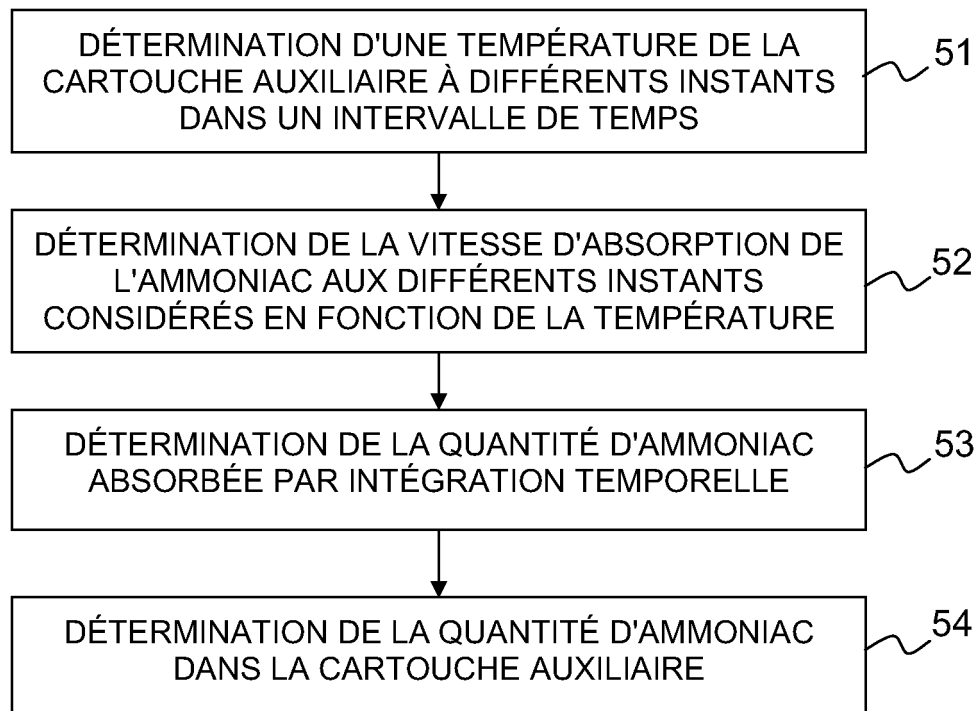 DÉTERMINATION D'UNE TEMPÉRATURE DE LA
CARTOUCHE AUXILIAIRE À DIFFÉRENTS INSTANTS
DANS UN INTERVALLE DE TEMPS
51
DÉTERMINATION DE LA VITESSE D'ABSORPTION DE
L'AMMONIAC AUX DIFFÉRENTS INSTANTS
CONSIDÉRÉS EN FONCTION DE LA TEMPÉRATURE
52
DÉTERMINATION DE LA QUANTITÉ D'AMMONIAC
ABSORBÉE PAR INTÉGRATION TEMPORELLE
53
DÉTERMINATION DE LA QUANTITÉ D'AMMONIAC
DANS LA CARTOUCHE AUXILIAIRE
54